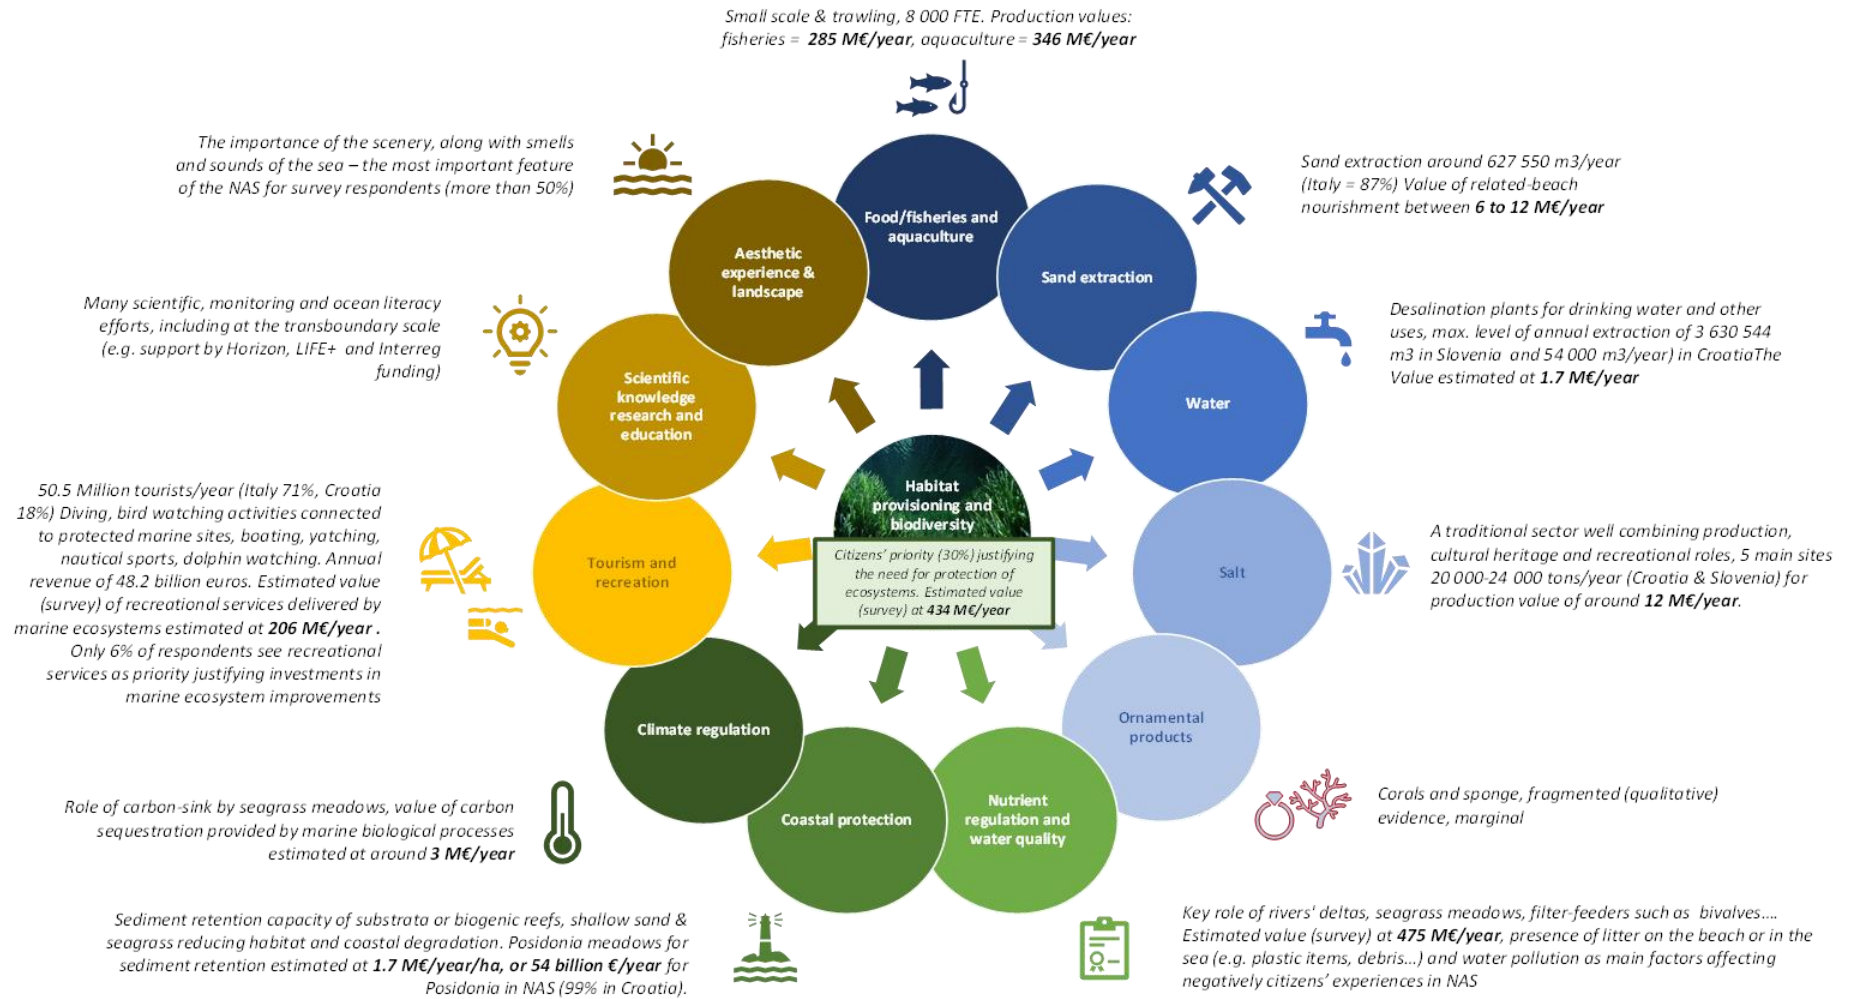 Small scale & trawling, 8 000 FTE. Production values:
fisheries = 285 M€/year, aquaculture = 346 M€/year
The importance of the scenery, along with smells
and sounds of the sea – the most important feature
of the NAS for survey respondents (more than 50%)
Sand extraction around 627 550 m3/year
(Italy = 87%) Value of related-beach
nourishment between 6 to 12 M€/year
Food/fisheries and
aquaculture
Aesthetic
experience &
landscape
Sand extraction
Many scientific, monitoring and ocean literacy
efforts, including at the transboundary scale
(e.g. support by Horizon, LIFE+ and Interreg
funding)
Desalination plants for drinking water and other
uses, max. level of annual extraction of 3 630 544
m3 in Slovenia and 54 000 m3/year) in CroatiaThe
Value estimated at 1.7 M€/year
Scientific
knowledge
research and
education
Water
Habitat
provisioning and
biodiversity
Citizens' priority (30%) justifying
the need for protection of
ecosystems. Estimated value
(survey) at 434 M€/year
50.5 Million tourists/year (Italy 71%, Croatia
18%) Diving, bird watching activities connected
to protected marine sites, boating, yatching,
nautical sports, dolphin watching. Annual
revenue of 48.2 billion euros. Estimated value
(survey) of recreational services delivered by
marine ecosystems estimated at 206 M€/year .
Only 6% of respondents see recreational
services as priority justifying investments in
marine ecosystem improvements
Tourism and
recreation
Salt
A traditional sector well combining production,
cultural heritage and recreational roles, 5 main sites
20 000-24 000 tons/year (Croatia & Slovenia) for
production value of around 12 M€/year.
Climate regulation
Ornamental
products
Role of carbon-sink by seagrass meadows, value of carbon
sequestration provided by marine biological processes
estimated at around 3 M€/year
Coastal protection
Nutrient
regulation and
water quality
Corals and sponge, fragmented (qualitative)
evidence, marginal
Sediment retention capacity of substrata or biogenic reefs, shallow sand &
seagrass reducing habitat and coastal degradation. Posidonia meadows for
sediment retention estimated at 1.7 M€/year/ha, or 54 billion €/year for
Posidonia in NAS (99% in Croatia).
Key role of rivers' deltas, seagrass meadows, filter-feeders such as bivalves....
Estimated value (survey) at 475 M€/year, presence of litter on the beach or in the
sea (e.g. plastic items, debris…) and water pollution as main factors affecting
negatively citizens' experiences in NAS